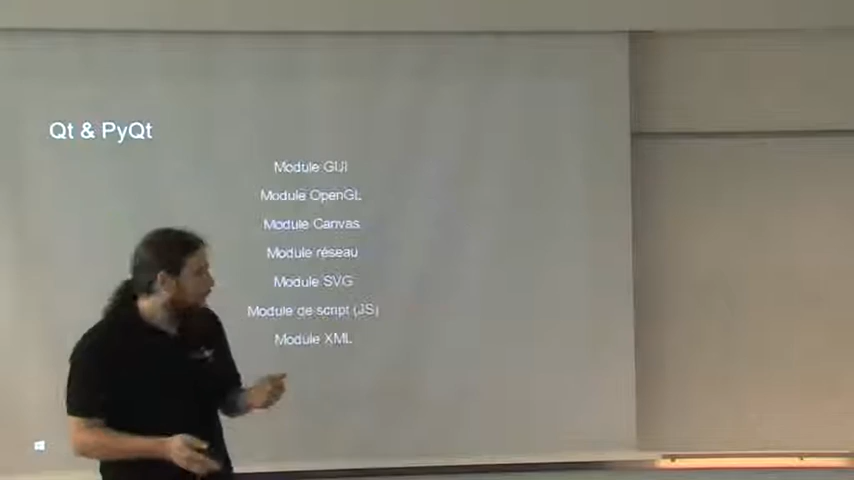 Qt & PyQt
Module GUI
Module OpenGL
Module Canvas
Module réseau
Module SVG
Module de script (JS)
Module XML